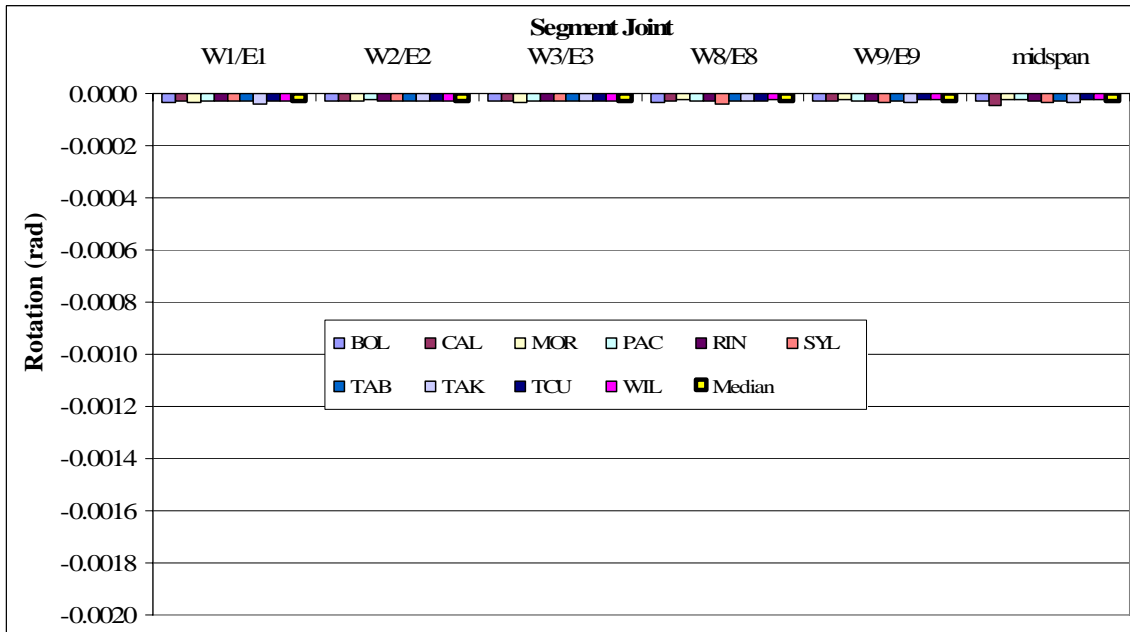 Segment Joint
W1/E1 W2/E2 W3/E3 W8/E8 W9/E9 midspan
0.0000
-0.0002
-0.0004
-0.0006
-0.0008
-0.0010
-0.0012
-0.0014
-0.0016
-0.0018
-0.0020
Rotation (rad)
BOL CAL MOR PAC RIN SYL
TAB TAK TCU WIL Median